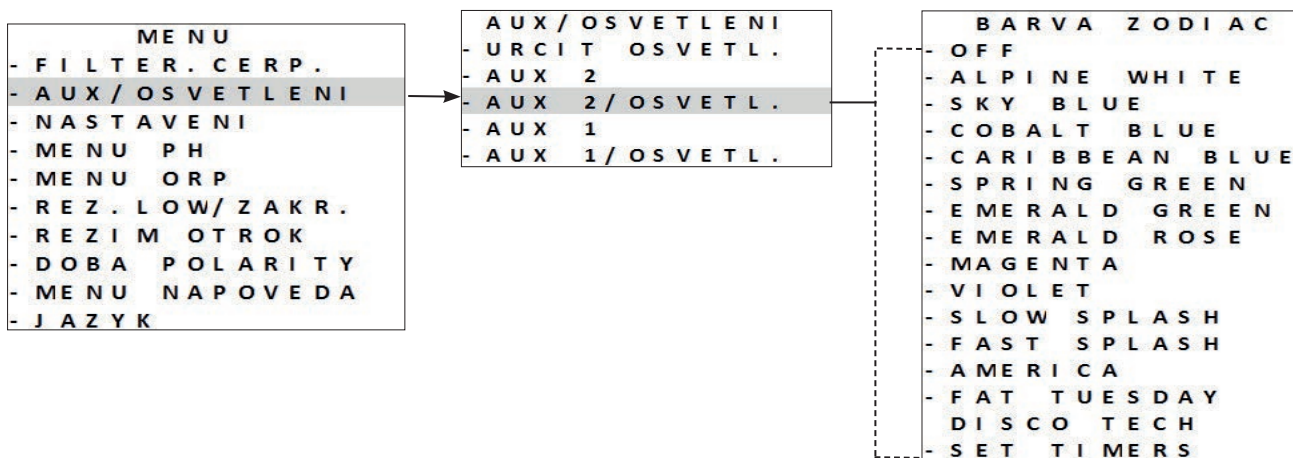 MENU
- FILTER. CERP.
- AUX/OSVETLENI
- NASTAVENI
- MENU PH
- MENU ORP
- REZ. LOW/ZAKR.
- REZIM OTROK
- DOBA POLARITY
- MENU NAPOVEDA
- JAZYK
AUX/OSVETLENI
- URCIT OSVETL.
- AUX 2
- AUX 2/OSVETL.
- AUX 1
- AUX 1/OSVETL.
BARVA ZODIAC
- OFF
- ALPINE WHITE
- SKY BLUE
- COBALT BLUE
- CARIBBEAN BLUE
- SPRING GREEN
- EMERALD GREEN
- EMERALD ROSE
- MAGENTA
- VIOLET
- SLOW SPLASH
- FAST SPLASH
- AMERICA
- FAT TUESDAY
DISCO TECH
- SET TIMERS